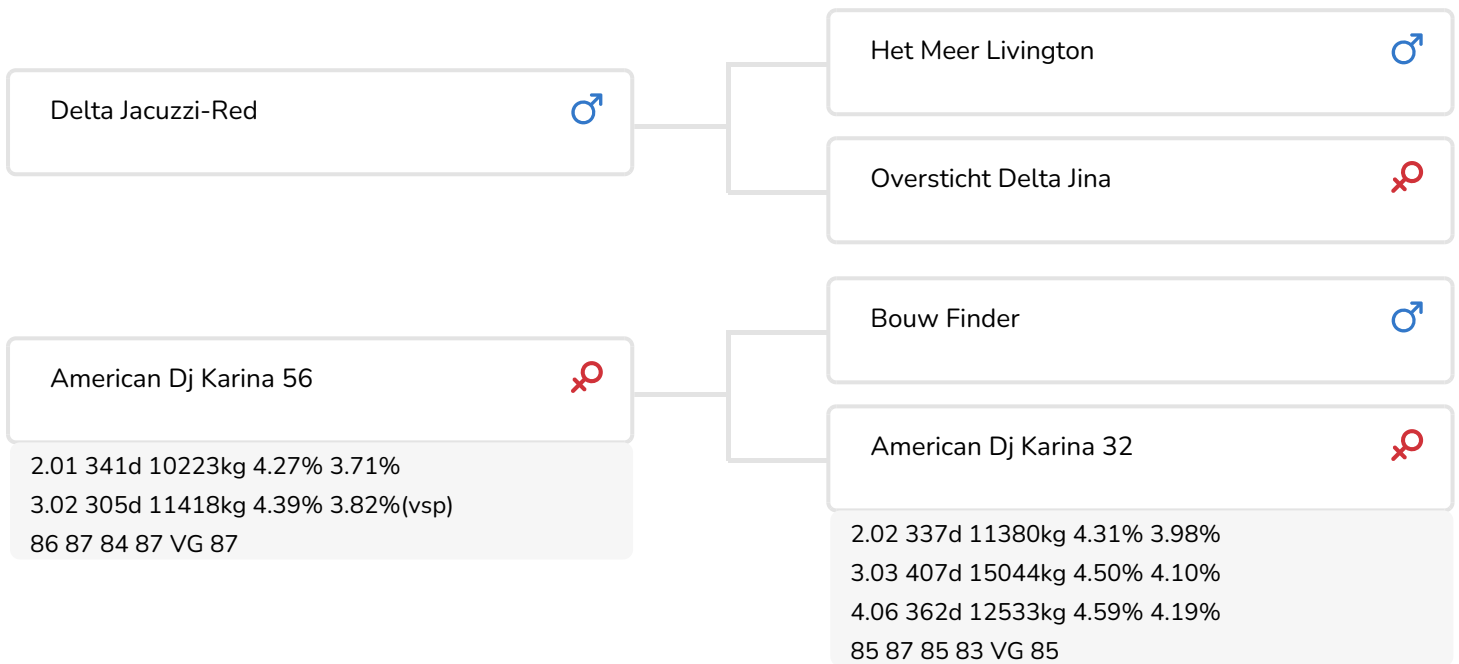 Delta Jacuzzi-Red
Het Meer Livington
Oversticht Delta Jina
American Dj Karina 56
2.01 341d 10223kg 4.27% 3.71%
3.02 305d 11418kg 4.39% 3.82%(vsp)
86 87 84 87 VG 87
Bouw Finder
American Dj Karina 32
2.02 337d 11380kg 4.31% 3.98%
3.03 407d 15044kg 4.50% 4.10%
4.06 362d 12533kg 4.59% 4.19%
85 87 85 83 VG 85